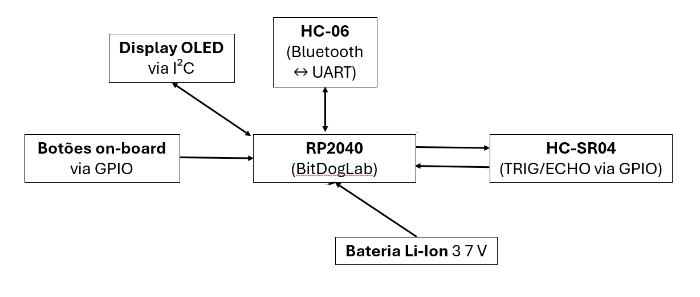 HC-06
(Bluetooth
↔ UART)
Display OLED
via I²C
Botões on-board
via GPIO
RP2040
(BitDogLab)
HC-SR04
(TRIG/ECHO via GPIO)
Bateria Li-Ion 3 7 V